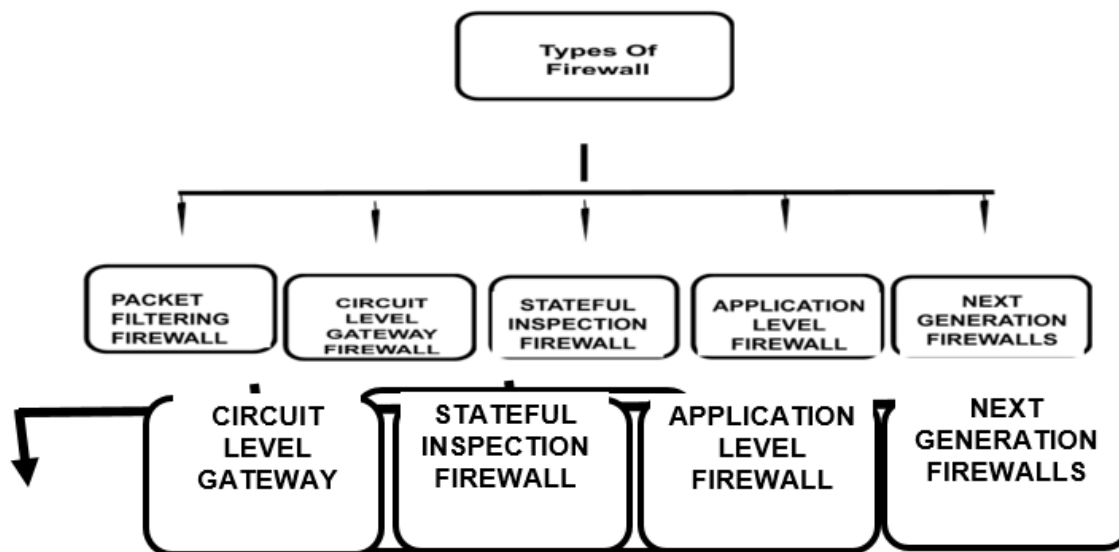 Types Of
Firewall
PACKET
FILTERING
FIREWALL
CIRCUIT
LEVEL
GATEWAY
FIREWALL
STATEFUL
INSPECTION
FIREWALL
APPLICATION
LEVEL
FIREWALL
NEXT
GENERATION
FIREWALLS
CIRCUIT
LEVEL
GATEWAY
STATEFUL
INSPECTION
FIREWALL
APPLICATION
LEVEL
FIREWALL
NEXT
GENERATION
FIREWALLS